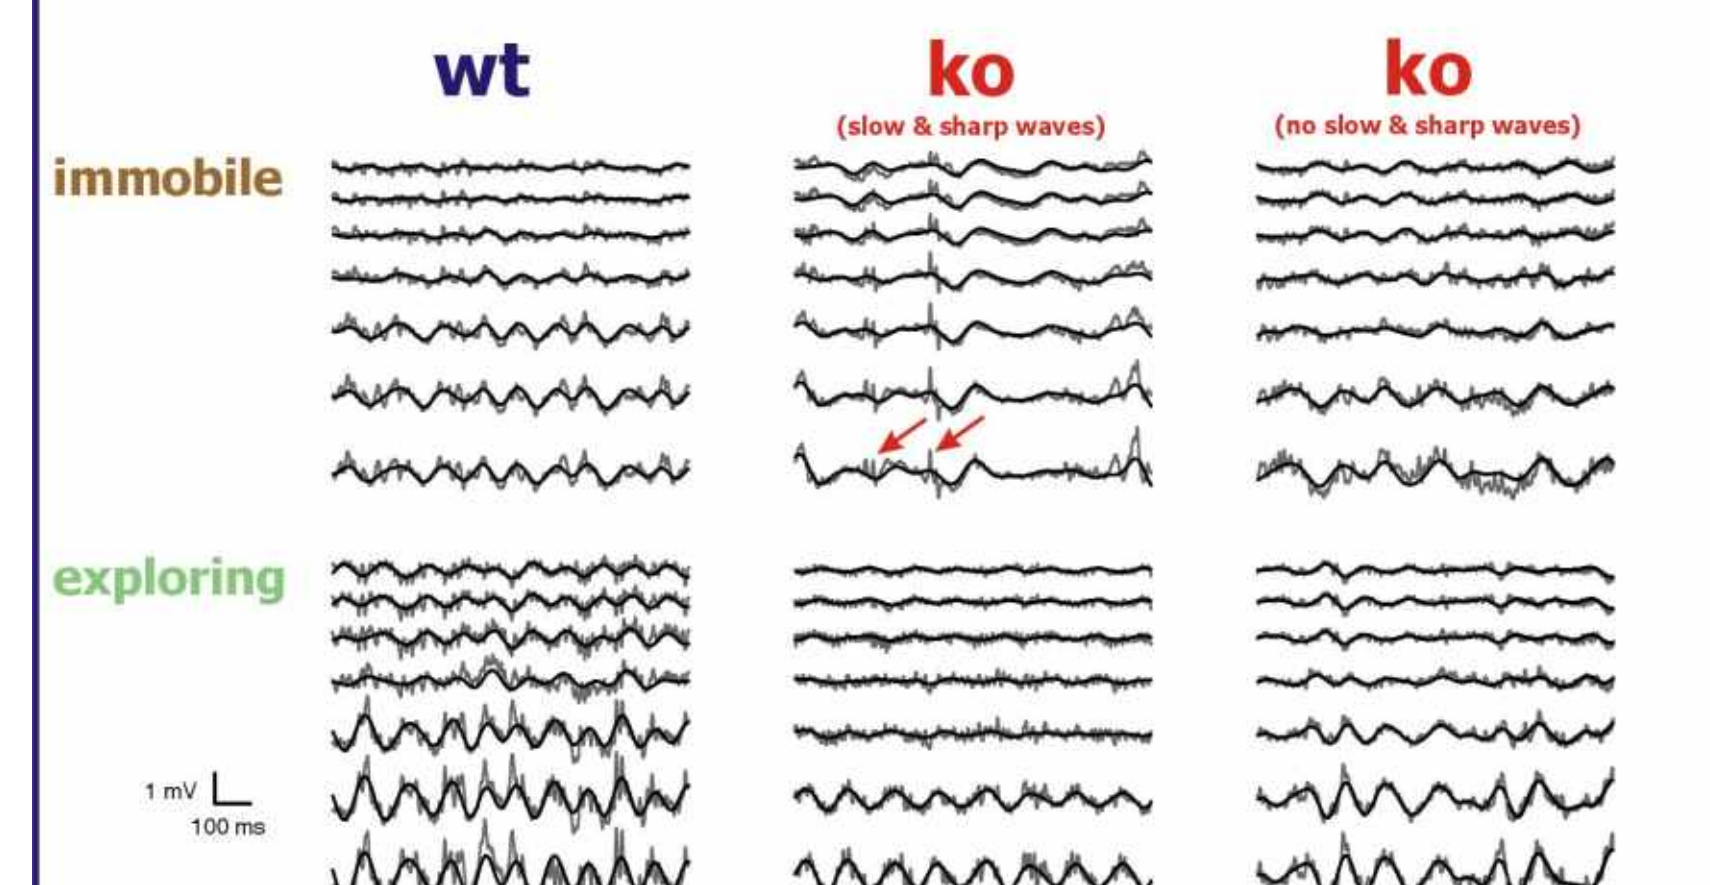 wt
ko
ko
(slow & sharp waves)
(no slow & sharp waves)
immobile
exploring
1 mV
100 ms